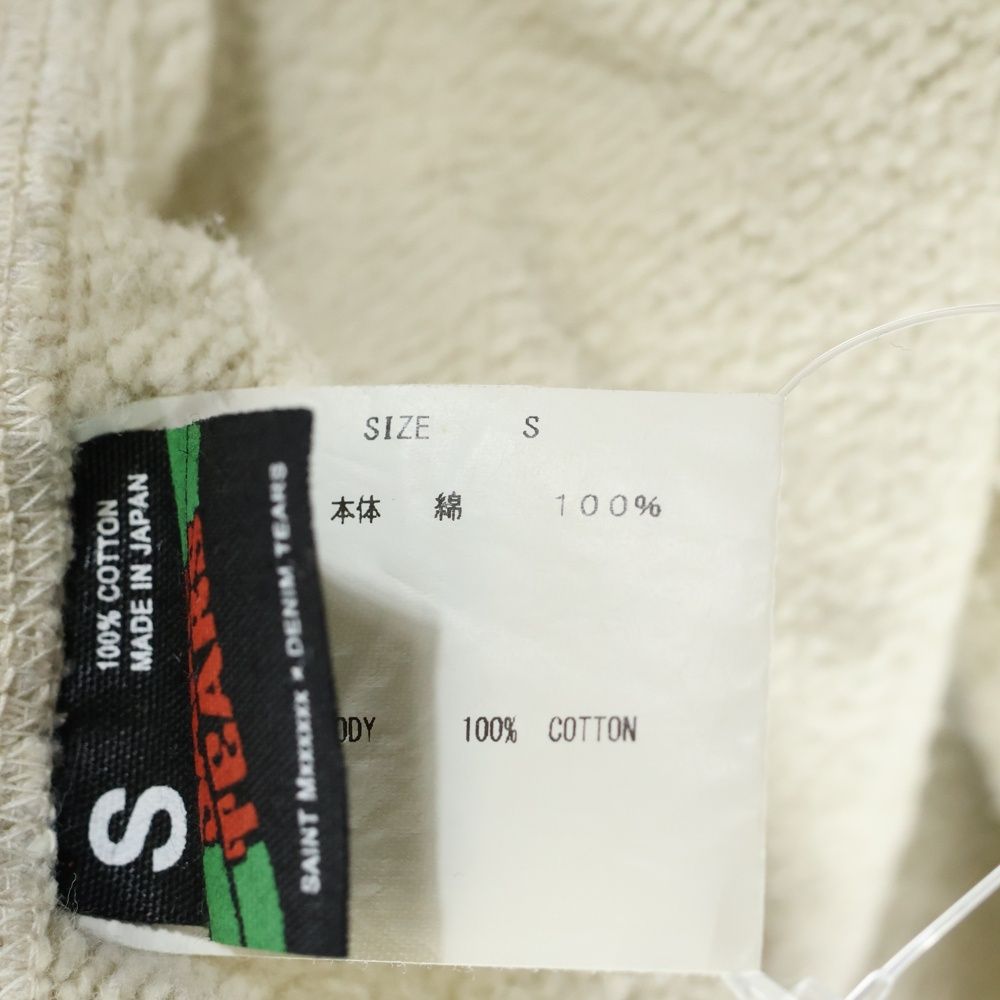 SIZE S
本体 綿 100%
ODY 100% COTTON
100% COTTON
MADE IN JAPAN
S
TEARS
SAINT Mxxxxxx × DENIM TEARS